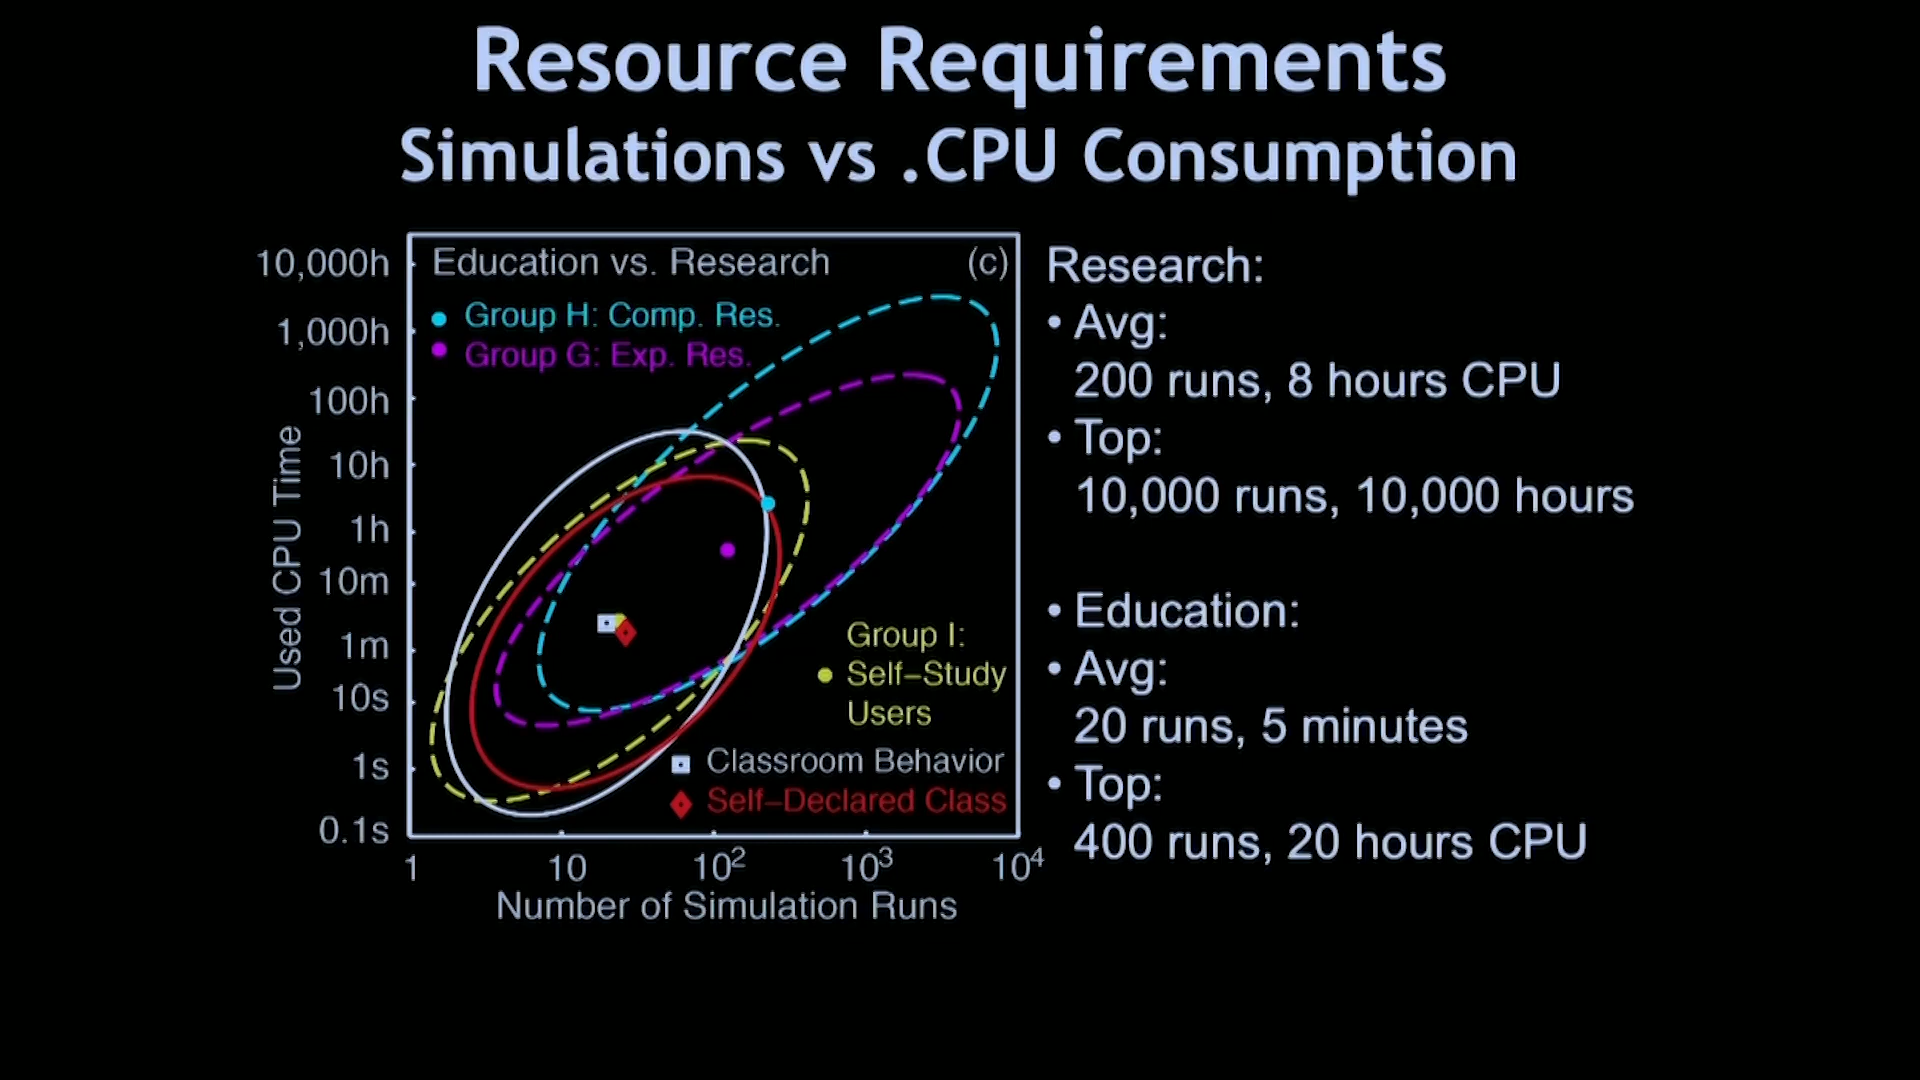 Resource Requirements
Simulations vs .CPU Consumption
Education vs. Research (c)
Group H: Comp. Res.
Group G: Exp. Res.
Group I:
Self-Study
Users
Classroom Behavior
Self-Declared Class
Used CPU Time
10,000h
1,000h
100h
10h
1h
10m
1m
10s
1s
0.1s
1 10 10² 10³ 10⁴
Number of Simulation Runs
Research:
• Avg:
200 runs, 8 hours CPU
• Top:
10,000 runs, 10,000 hours
• Education:
• Avg:
20 runs, 5 minutes
• Top:
400 runs, 20 hours CPU